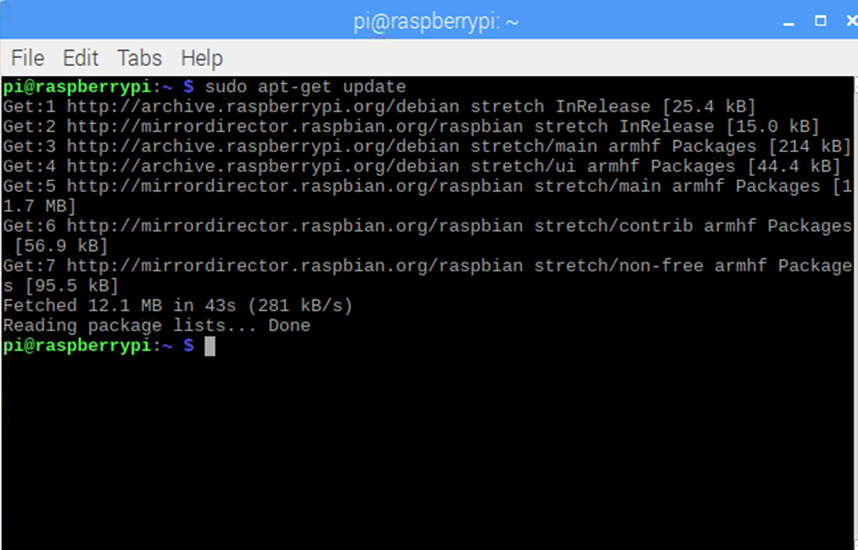 pi@raspberrypi: ~
File Edit Tabs Help
pi@raspberrypi:~ $ sudo apt-get update
Get:1 http://archive.raspberrypi.org/debian stretch InRelease [25.4 kB]
Get:2 http://mirrordirector.raspbian.org/raspbian stretch InRelease [15.0 kB]
Get:3 http://archive.raspberrypi.org/debian stretch/main armhf Packages [214 kB]
Get:4 http://archive.raspberrypi.org/debian stretch/ui armhf Packages [44.4 kB]
Get:5 http://mirrordirector.raspbian.org/raspbian stretch/main armhf Packages [1
1.7 MB]
Get:6 http://mirrordirector.raspbian.org/raspbian stretch/contrib armhf Packages
 [56.9 kB]
Get:7 http://mirrordirector.raspbian.org/raspbian stretch/non-free armhf Package
s [95.5 kB]
Fetched 12.1 MB in 43s (281 kB/s)
Reading package lists... Done
pi@raspberrypi:~ $